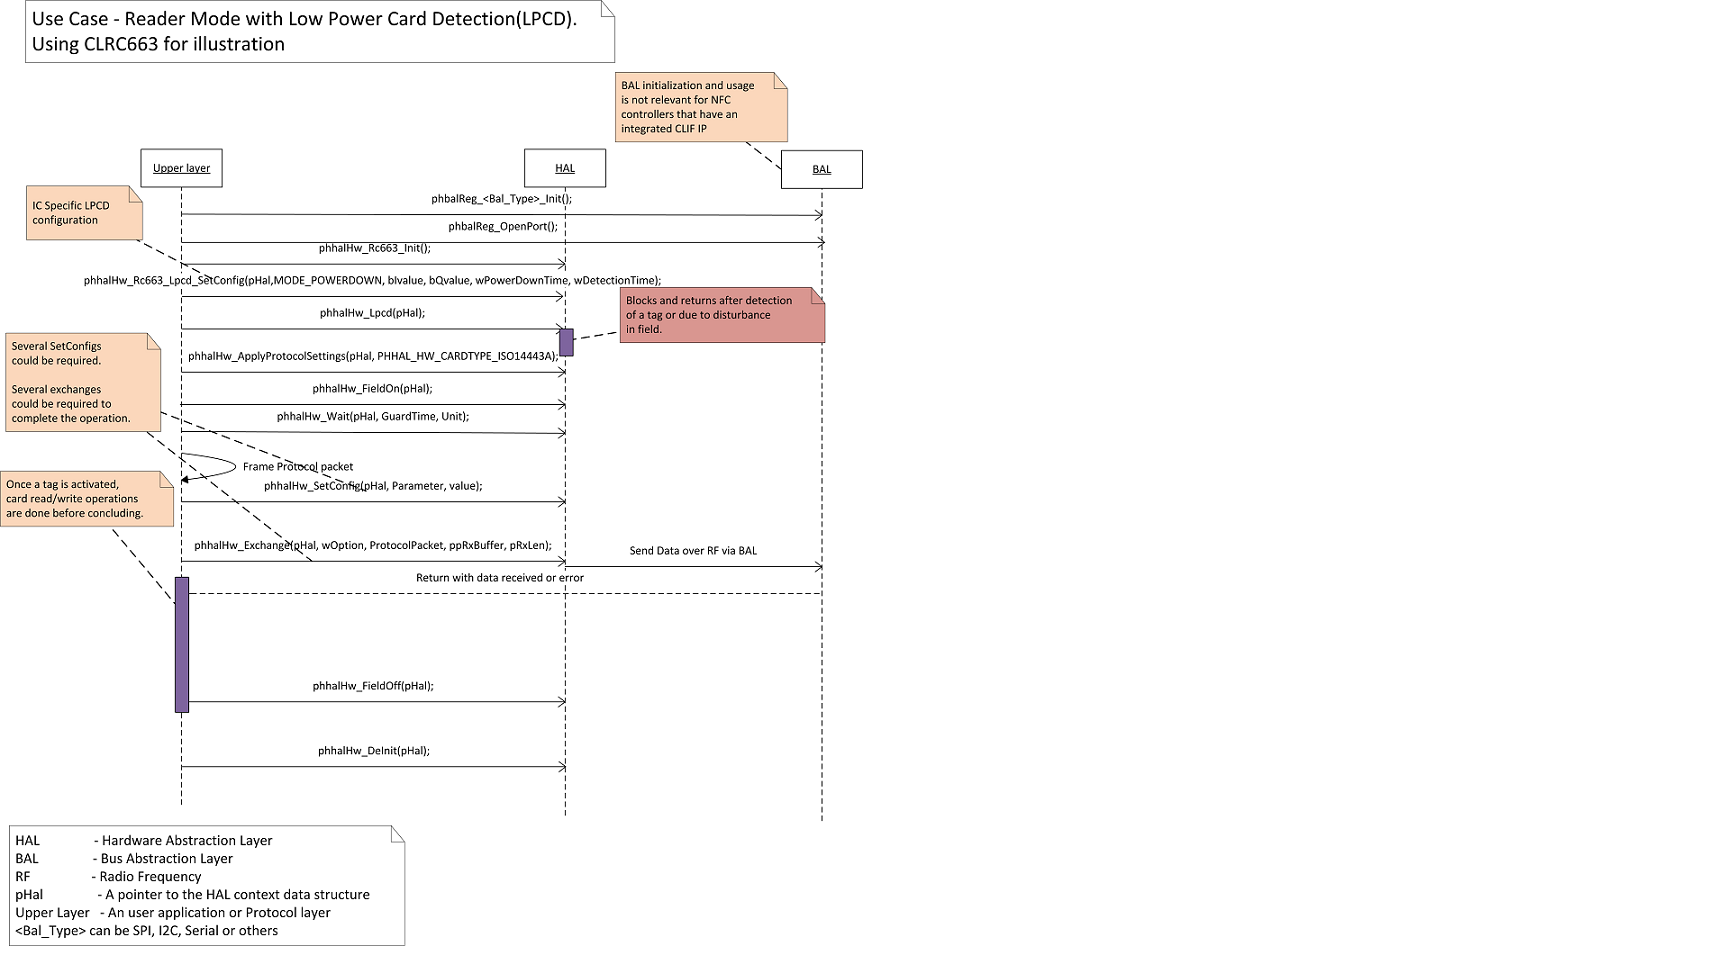 Use Case - Reader Mode with Low Power Card Detection(LPCD).
Using CLRC663 for illustration
BAL initialization and usage
is not relevant for NFC
controllers that have an
integrated CLIF IP
Upper layer
HAL
BAL
IC Specific LPCD
configuration
phbalReg_<Bal_Type>_Init();
phbalReg_OpenPort();
phhalHw_Rc663_Init();
phhalHw_Rc663_Lpcd_SetConfig(pHal,MODE_POWERDOWN, bIvalue, bQvalue, wPowerDownTime, wDetectionTime);
Blocks and returns after detection
of a tag or due to disturbance
in field.
phhalHw_Lpcd(pHal);
Several SetConfigs
could be required.
Several exchanges
could be required to
complete the operation.
phhalHw_ApplyProtocolSettings(pHal, PHHAL_HW_CARDTYPE_ISO14443A);
phhalHw_FieldOn(pHal);
phhalHw_Wait(pHal, GuardTime, Unit);
Frame Protocol packet
phhalHw_SetConfig(pHal, Parameter, value);
Once a tag is activated,
card read/write operations
are done before concluding.
phhalHw_Exchange(pHal, wOption, ProtocolPacket, ppRxBuffer, pRxLen);
Send Data over RF via BAL
Return with data received or error
phhalHw_FieldOff(pHal);
phhalHw_DeInit(pHal);
HAL - Hardware Abstraction Layer
BAL - Bus Abstraction Layer
RF - Radio Frequency
pHal - A pointer to the HAL context data structure
Upper Layer - An user application or Protocol layer
<Bal_Type> can be SPI, I2C, Serial or others